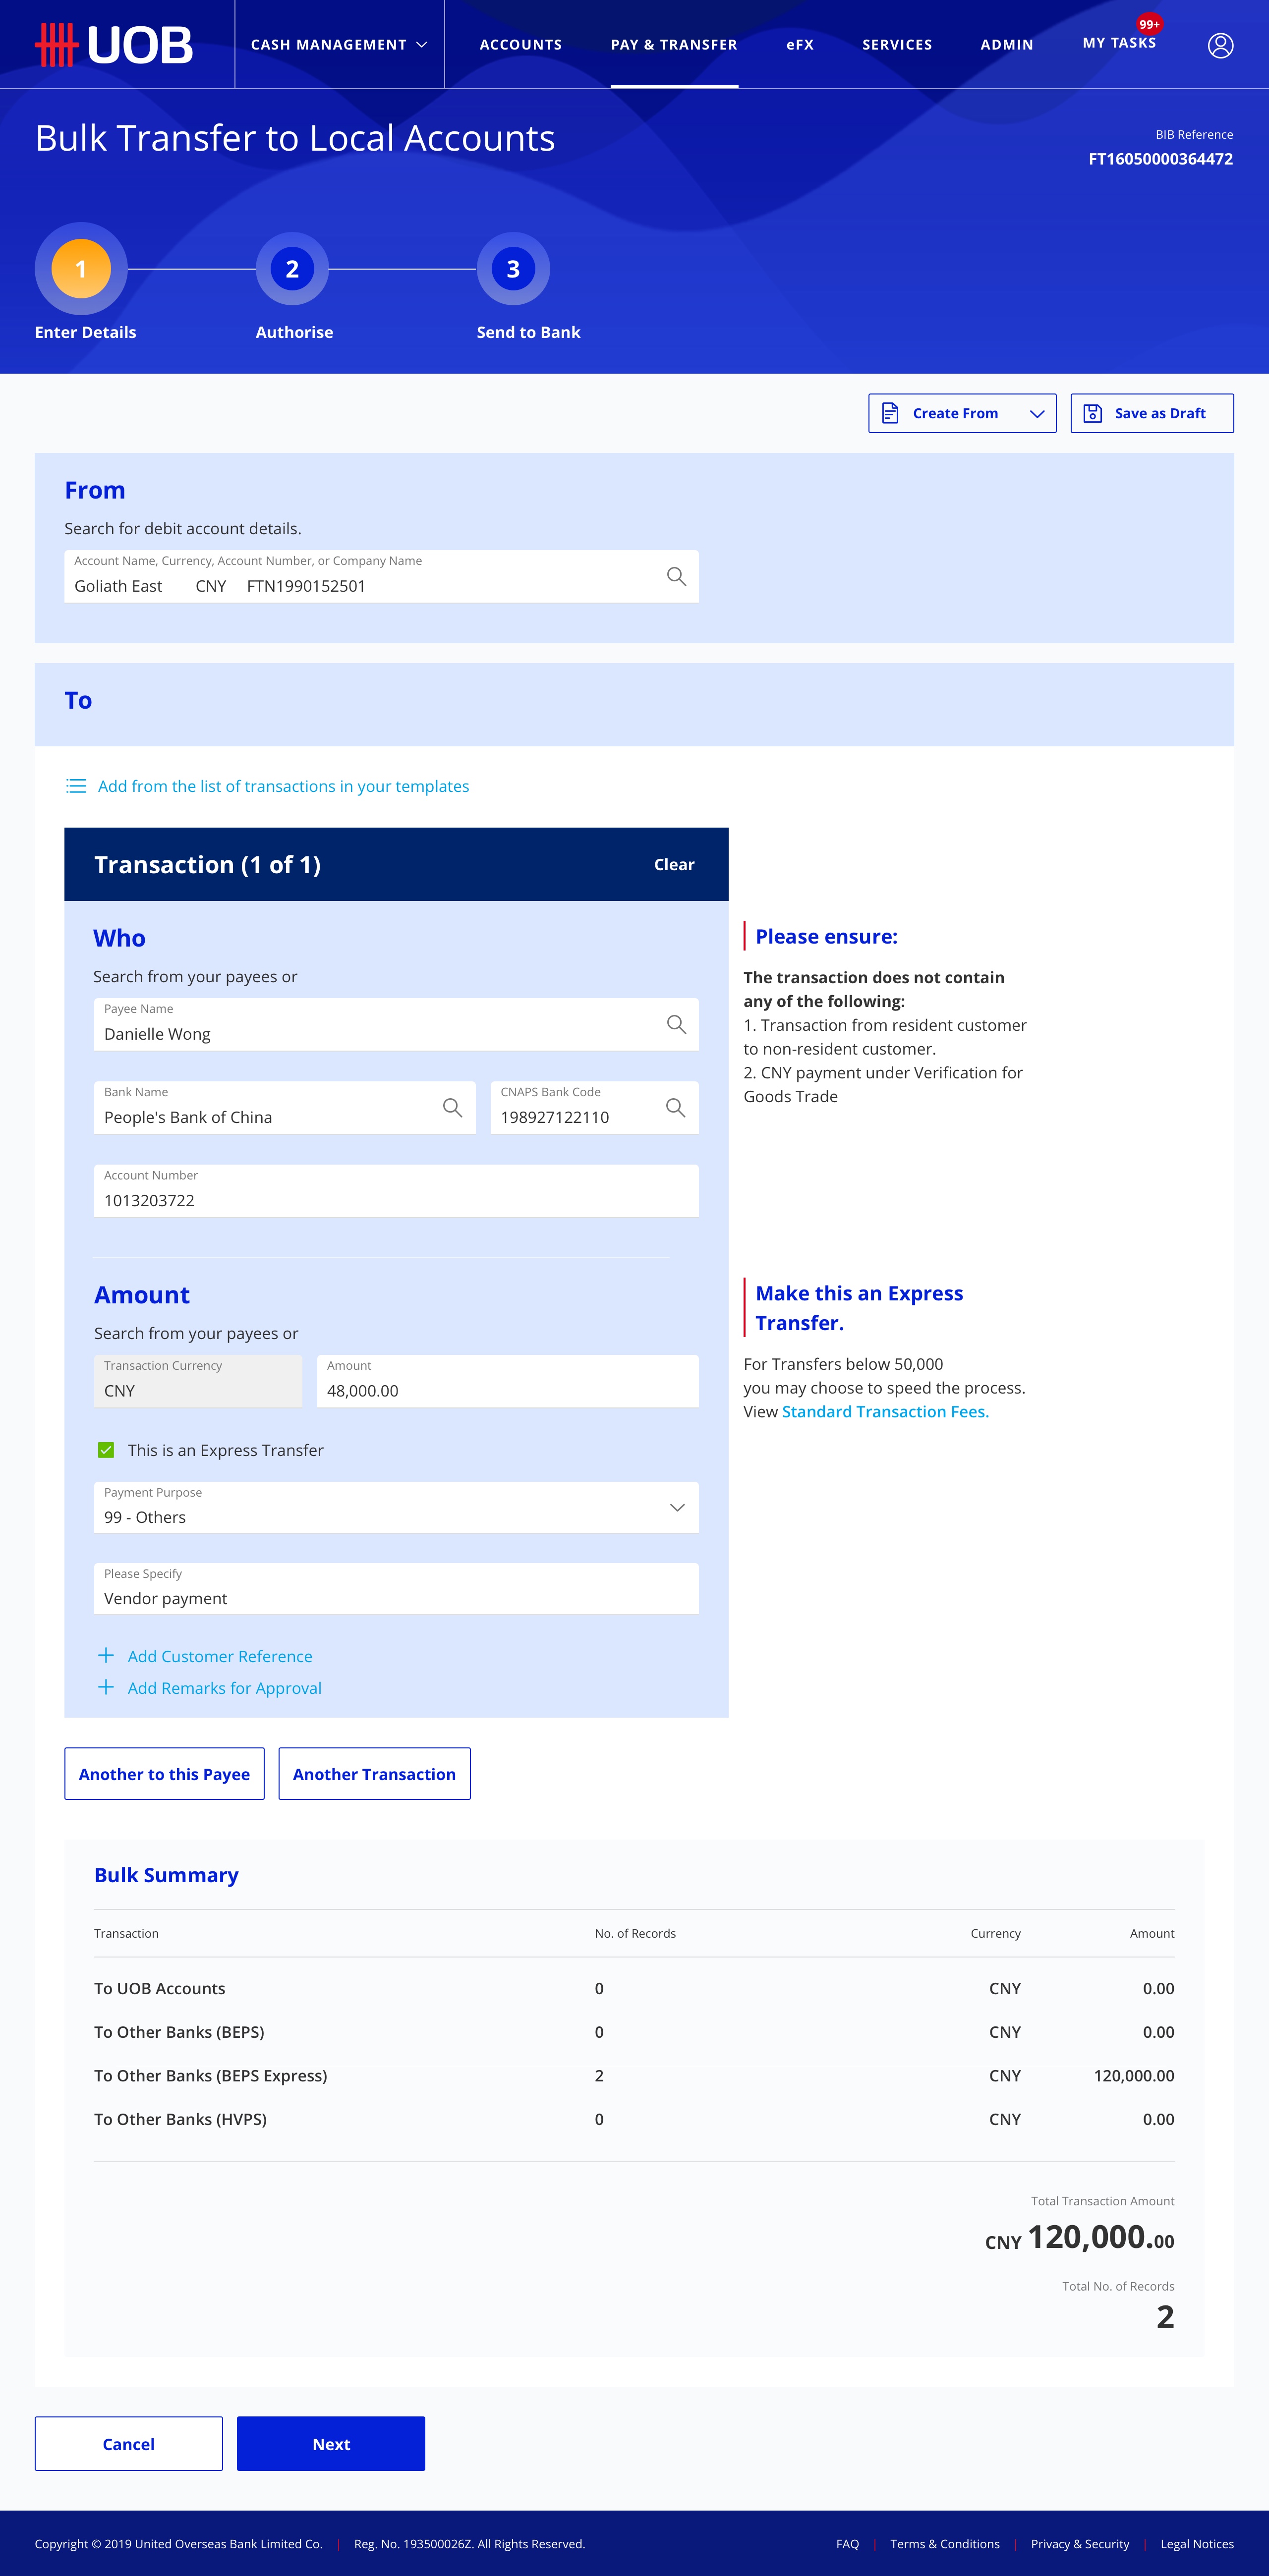 UOB
CASH MANAGEMENT
ACCOUNTS
PAY & TRANSFER
eFX
SERVICES
ADMIN
MY TASKS
99+
Bulk Transfer to Local Accounts
BIB Reference
FT16050000364472
1
2
3
Enter Details
Authorise
Send to Bank
Create From
Save as Draft
From
Search for debit account details.
Account Name, Currency, Account Number, or Company Name
Goliath East CNY FTN1990152501
To
Add from the list of transactions in your templates
Transaction (1 of 1)
Clear
Who
Search from your payees or
Payee Name
Danielle Wong
Bank Name
People's Bank of China
CNAPS Bank Code
198927122110
Account Number
1013203722
Please ensure:
The transaction does not contain
any of the following:
1. Transaction from resident customer
to non-resident customer.
2. CNY payment under Verification for
Goods Trade
Amount
Search from your payees or
Transaction Currency
CNY
Amount
48,000.00
This is an Express Transfer
Payment Purpose
99 - Others
Please Specify
Vendor payment
Add Customer Reference
Add Remarks for Approval
Make this an Express
Transfer.
For Transfers below 50,000
you may choose to speed the process.
View Standard Transaction Fees.
Another to this Payee
Another Transaction
Bulk Summary
Transaction No. of Records Currency Amount
To UOB Accounts 0 CNY 0.00
To Other Banks (BEPS) 0 CNY 0.00
To Other Banks (BEPS Express) 2 CNY 120,000.00
To Other Banks (HVPS) 0 CNY 0.00
Total Transaction Amount
CNY 120,000.00
Total No. of Records
2
Cancel
Next
Copyright © 2019 United Overseas Bank Limited Co. | Reg. No. 193500026Z. All Rights Reserved.
FAQ | Terms & Conditions | Privacy & Security | Legal Notices